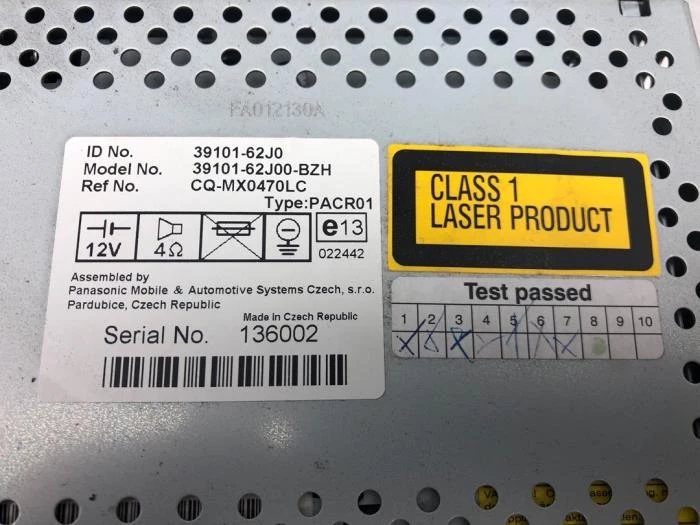 FA012130A
ID No. 39101-62J0
Model No. 39101-62J00-BZH
Ref No. CQ-MX0470LC
Type:PACR01
12V 4Ω e13
022442
Assembled by
Panasonic Mobile & Automotive Systems Czech, s.r.o.
Pardubice, Czech Republic
Made in Czech Republic
Serial No. 136002
CLASS 1
LASER PRODUCT
Test passed
1 2 3 4 5 6 7 8 9 10